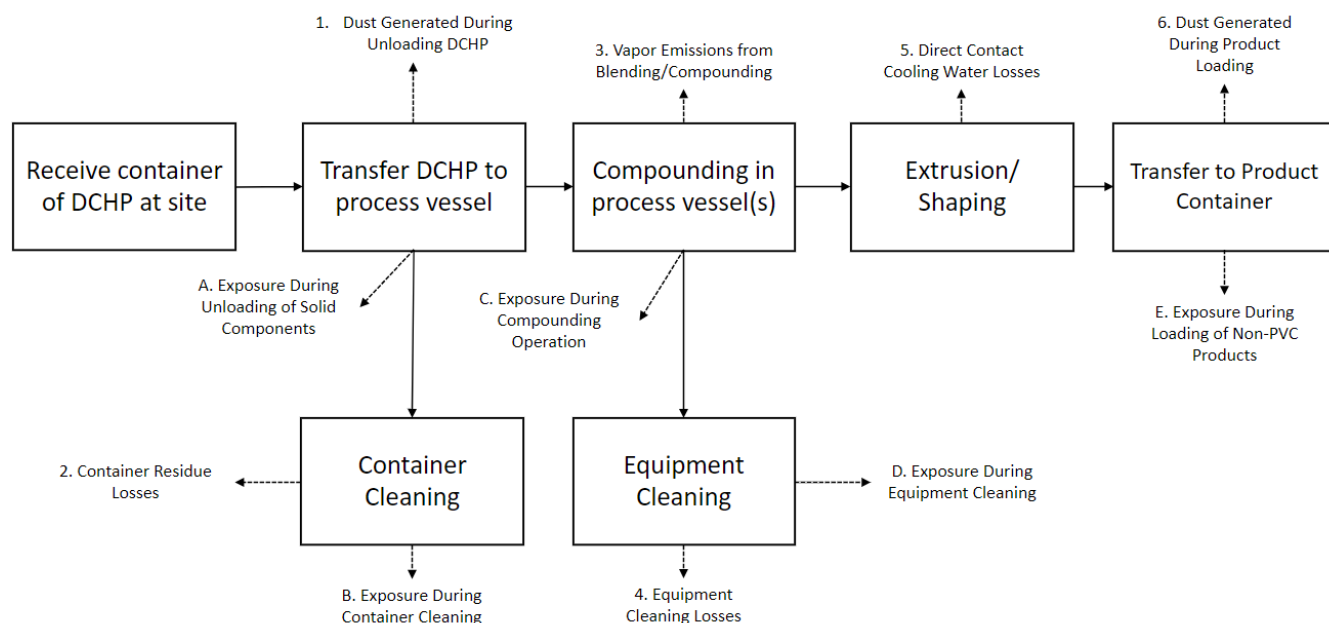 1. Dust Generated During
Unloading DCHP
3. Vapor Emissions from
Blending/Compounding
5. Direct Contact
Cooling Water Losses
6. Dust Generated
During Product
Loading
Receive container
of DCHP at site
Transfer DCHP to
process vessel
Compounding in
process vessel(s)
Extrusion/
Shaping
Transfer to Product
Container
A. Exposure During
Unloading of Solid
Components
C. Exposure During
Compounding
Operation
E. Exposure During
Loading of Non-PVC
Products
2. Container Residue
Losses
Container
Cleaning
Equipment
Cleaning
D. Exposure During
Equipment Cleaning
B. Exposure During
Container Cleaning
4. Equipment
Cleaning Losses